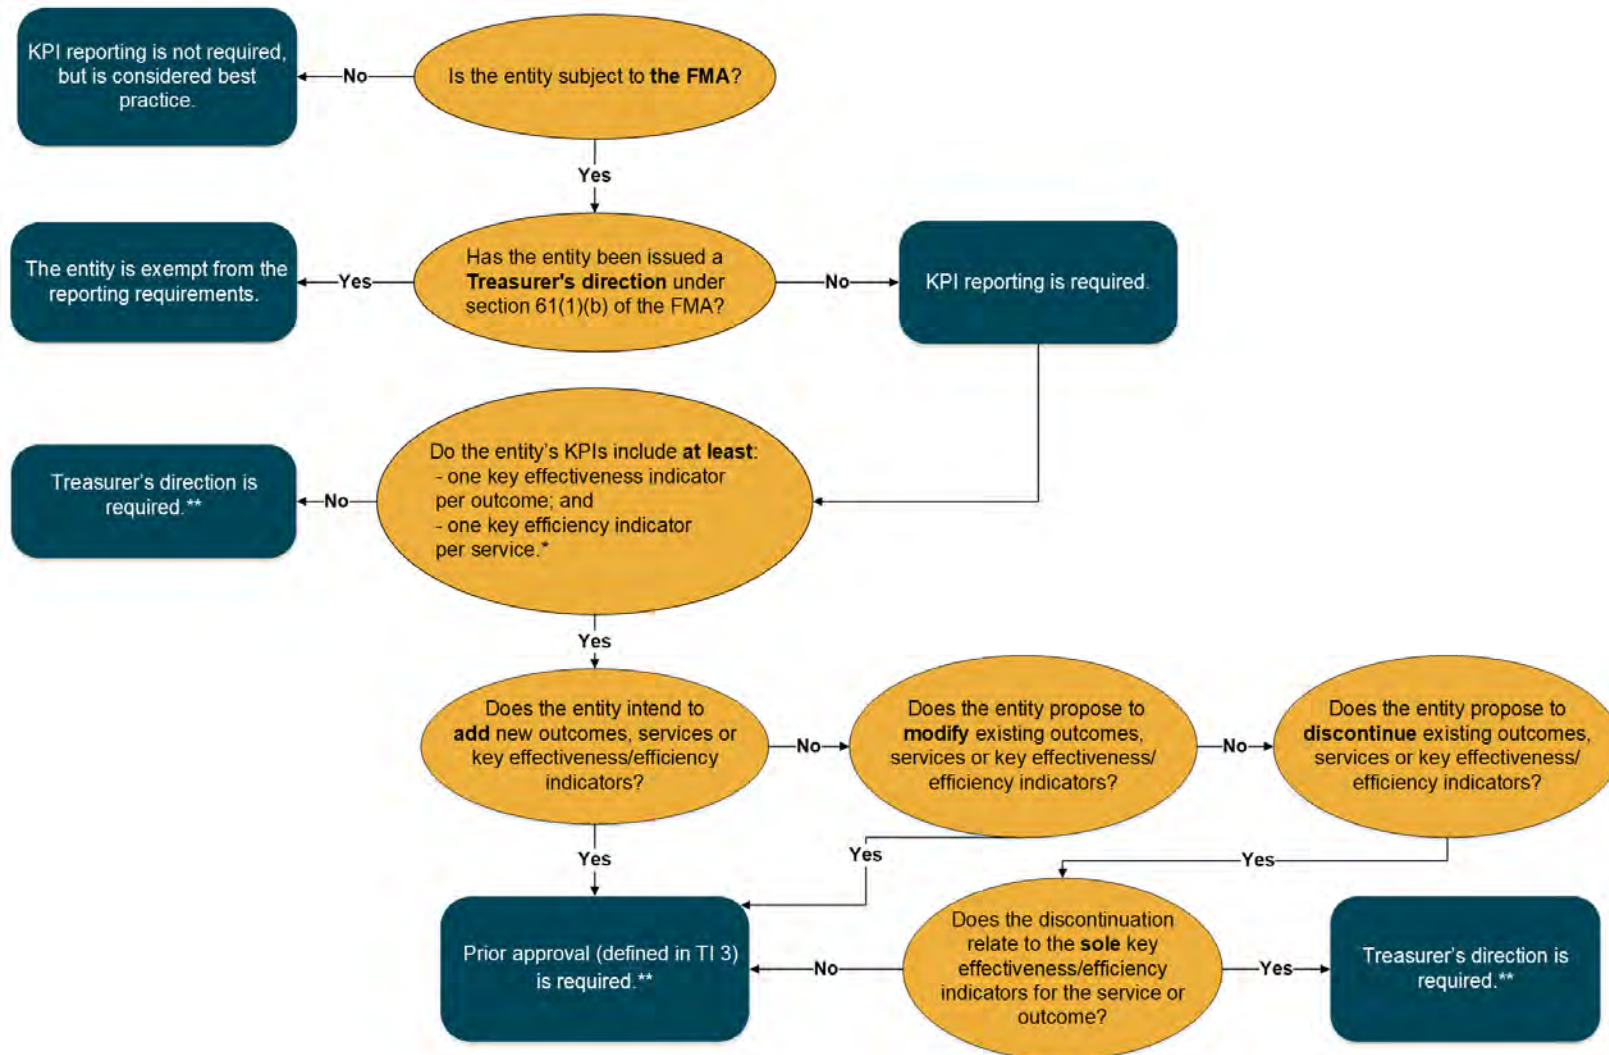 KPI reporting is not required,
but is considered best
practice.
No
Is the entity subject to the FMA?
Yes
The entity is exempt from the
reporting requirements.
Yes
Has the entity been issued a
Treasurer's direction under
section 61(1)(b) of the FMA?
No
KPI reporting is required.
Treasurer's direction is
required.**
No
Do the entity's KPIs include at least:
- one key effectiveness indicator
per outcome; and
- one key efficiency indicator
per service.*
Yes
Does the entity intend to
add new outcomes, services or
key effectiveness/efficiency
indicators?
No
Does the entity propose to
modify existing outcomes,
services or key effectiveness/
efficiency indicators?
No
Does the entity propose to
discontinue existing outcomes,
services or key effectiveness/
efficiency indicators?
Yes
Yes
Yes
Prior approval (defined in TI 3)
is required.**
No
Does the discontinuation
relate to the sole key
effectiveness/efficiency
indicators for the service or
outcome?
Yes
Treasurer's direction is
required.**